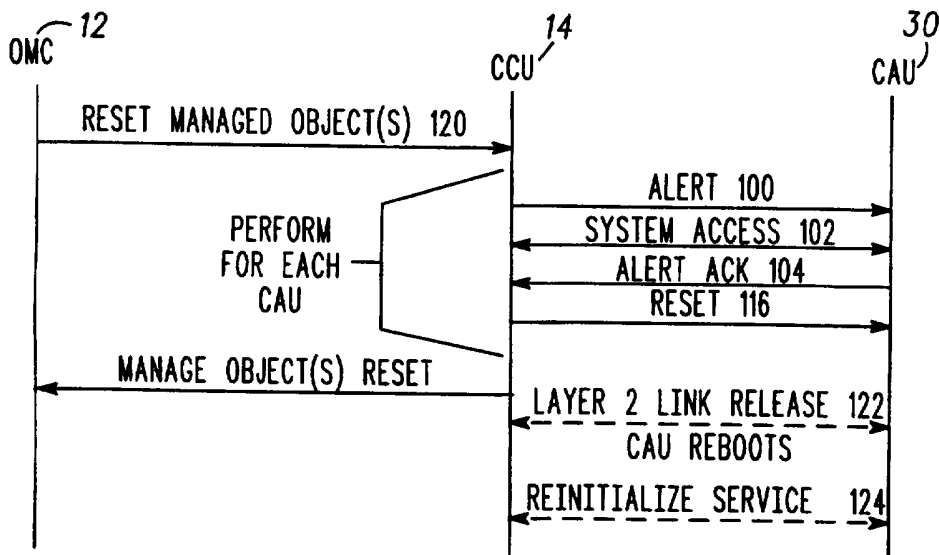 OMC 12
CCU 14
CAU 30
RESET MANAGED OBJECT(S) 120
ALERT 100
SYSTEM ACCESS 102
PERFORM
FOR EACH
CAU
ALERT ACK 104
RESET 116
MANAGE OBJECT(S) RESET
LAYER 2 LINK RELEASE 122
CAU REBOOTS
REINITIALIZE SERVICE 124